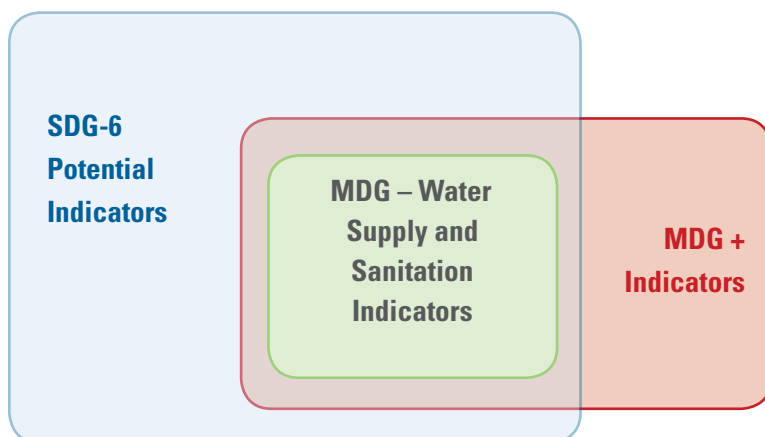 SDG-6
Potential
Indicators
MDG – Water
Supply and
Sanitation
Indicators
MDG +
Indicators